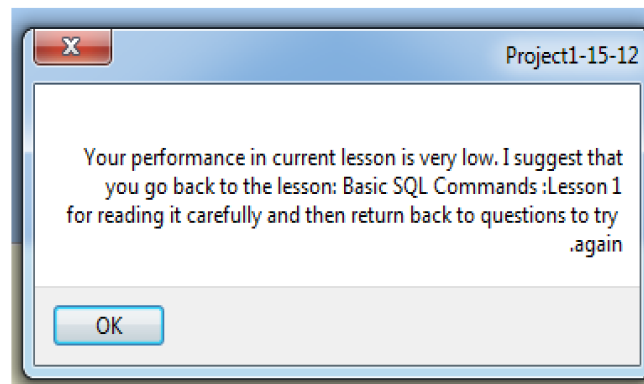 Project1-15-12
Your performance in current lesson is very low. I suggest that
you go back to the lesson: Basic SQL Commands :Lesson 1
for reading it carefully and then return back to questions to try
.again
OK